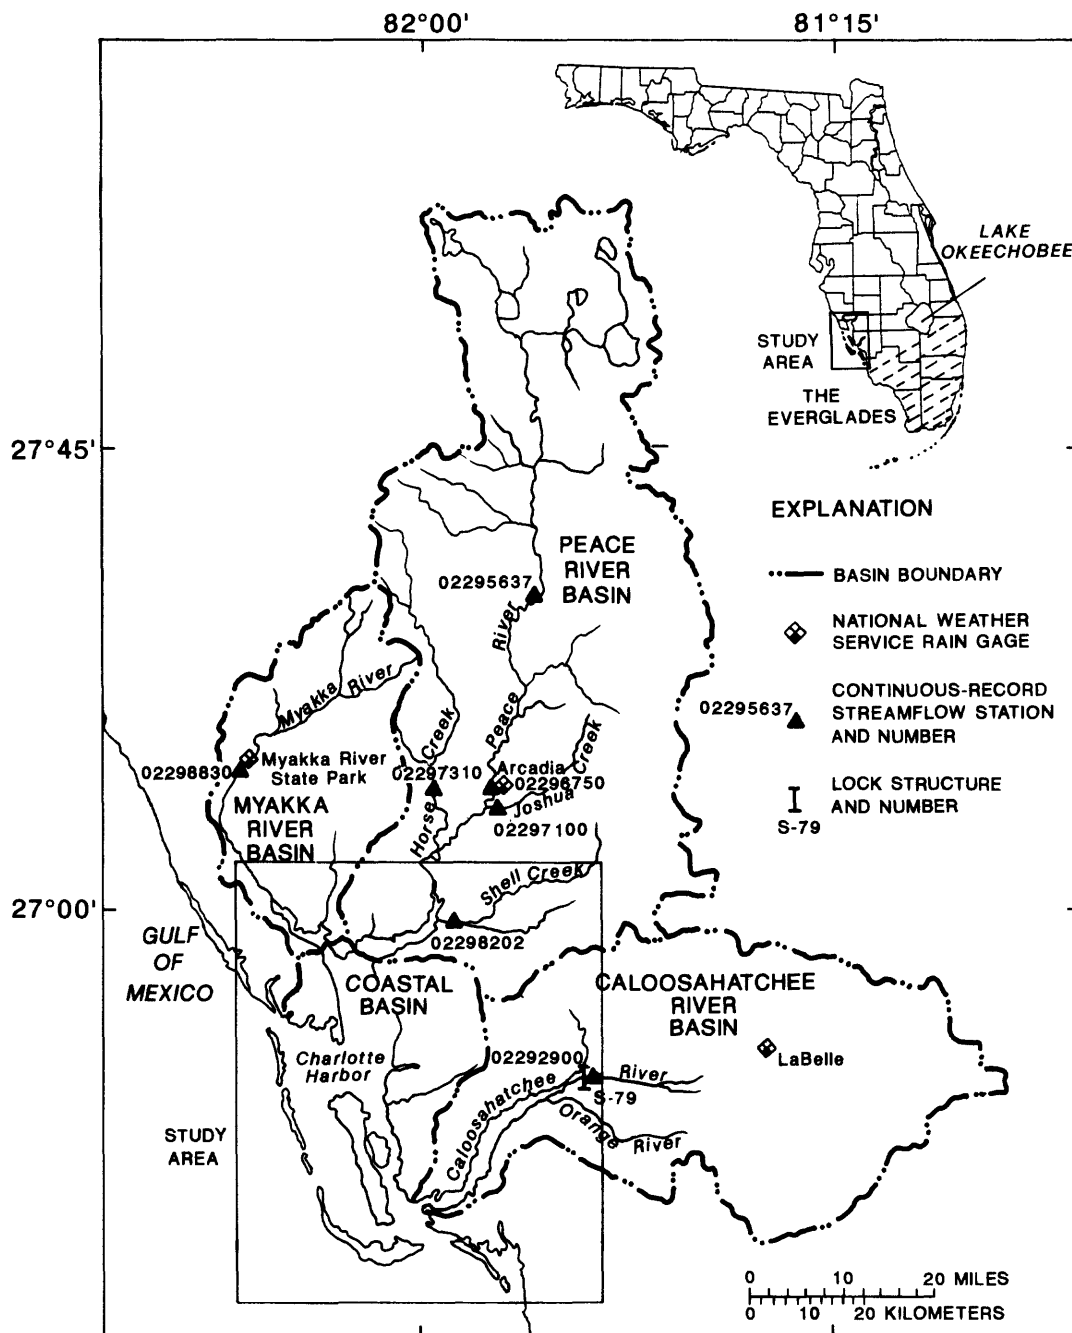 82°00'
81°15'
LAKE
OKEECHOBEE
STUDY
AREA
THE
EVERGLADES
27°45'
EXPLANATION
BASIN BOUNDARY
NATIONAL WEATHER
SERVICE RAIN GAGE
02295637
CONTINUOUS-RECORD
STREAMFLOW STATION
AND NUMBER
LOCK STRUCTURE
AND NUMBER
S-79
PEACE
RIVER
BASIN
02295637
River
Peace
Myakka River
Creek
Creek
Myakka River
State Park
02298830
02297310
Arcadia
02296750
Joshua
02297100
Horse
MYAKKA
RIVER
BASIN
Shell Creek
27°00'
02298202
GULF
OF
MEXICO
COASTAL
BASIN
CALOOSAHATCHEE
RIVER
BASIN
LaBelle
Charlotte
Harbor
02292900
River
S-79
Caloosahatchee
Orange
River
STUDY
AREA
0 10 20 MILES
0 10 20 KILOMETERS